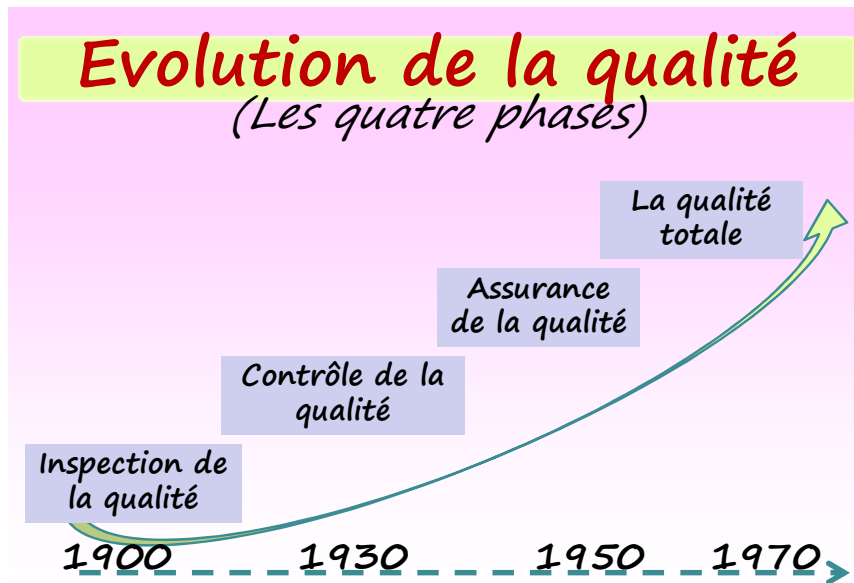 Evolution de la qualité
(Les quatre phases)
La qualité
totale
Assurance
de la qualité
Contrôle de la
qualité
Inspection de
la qualité
1900 1930 1950 1970